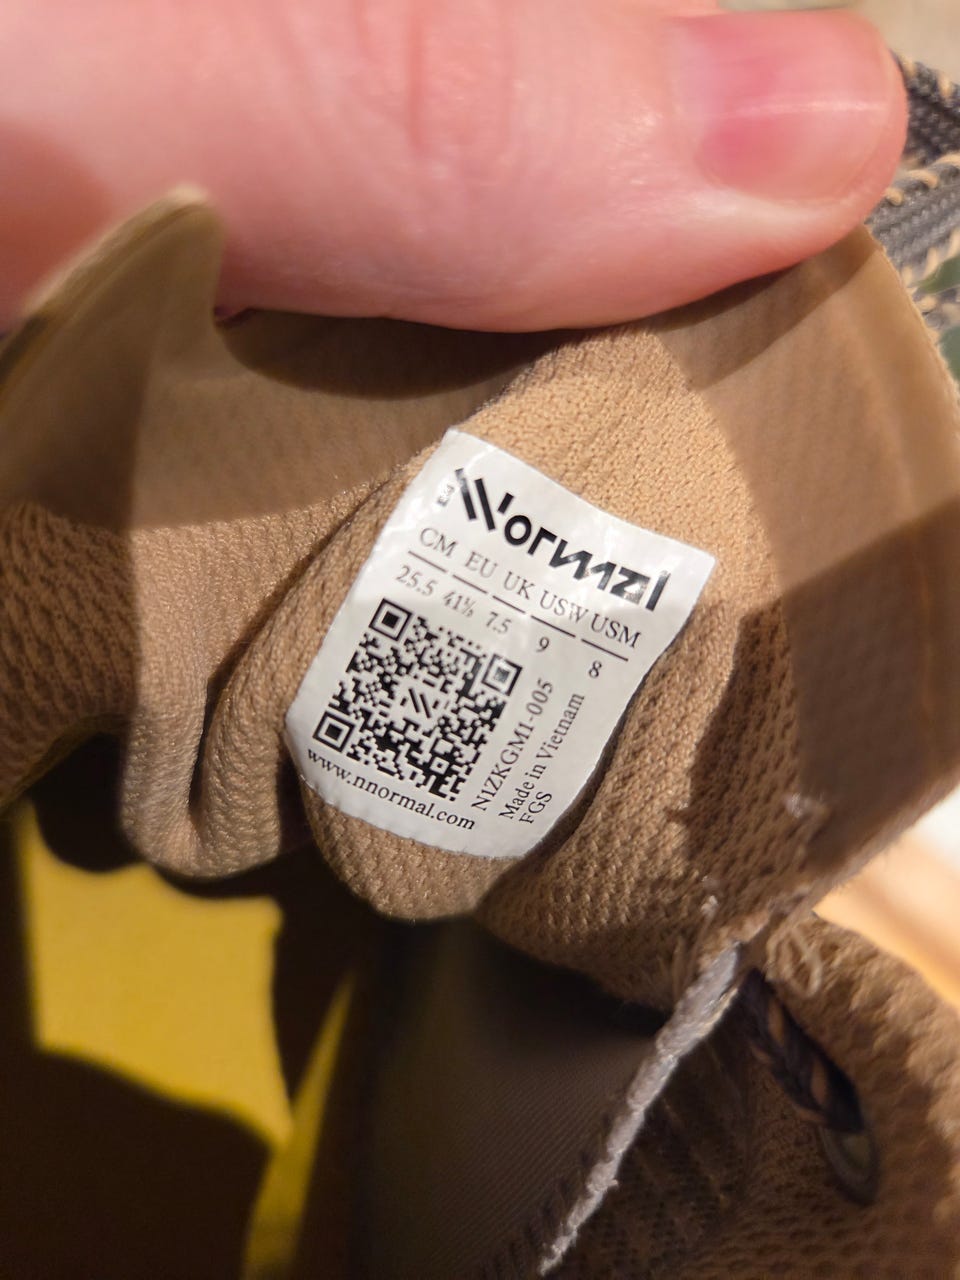 NNormal
CM EU UK USW USM
25.5 41⅓ 7.5 9 8
N1ZKGM1-005
Made in Vietnam
FGS
www.nnormal.com